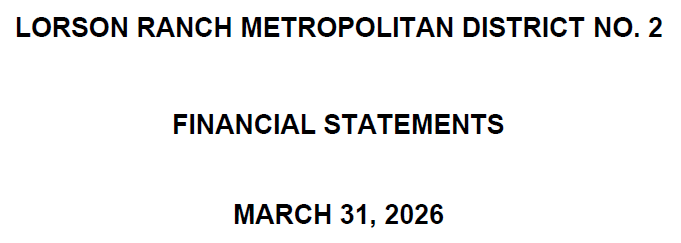 LORSON RANCH METROPOLITAN DISTRICT NO. 2
FINANCIAL STATEMENTS
MARCH 31, 2026